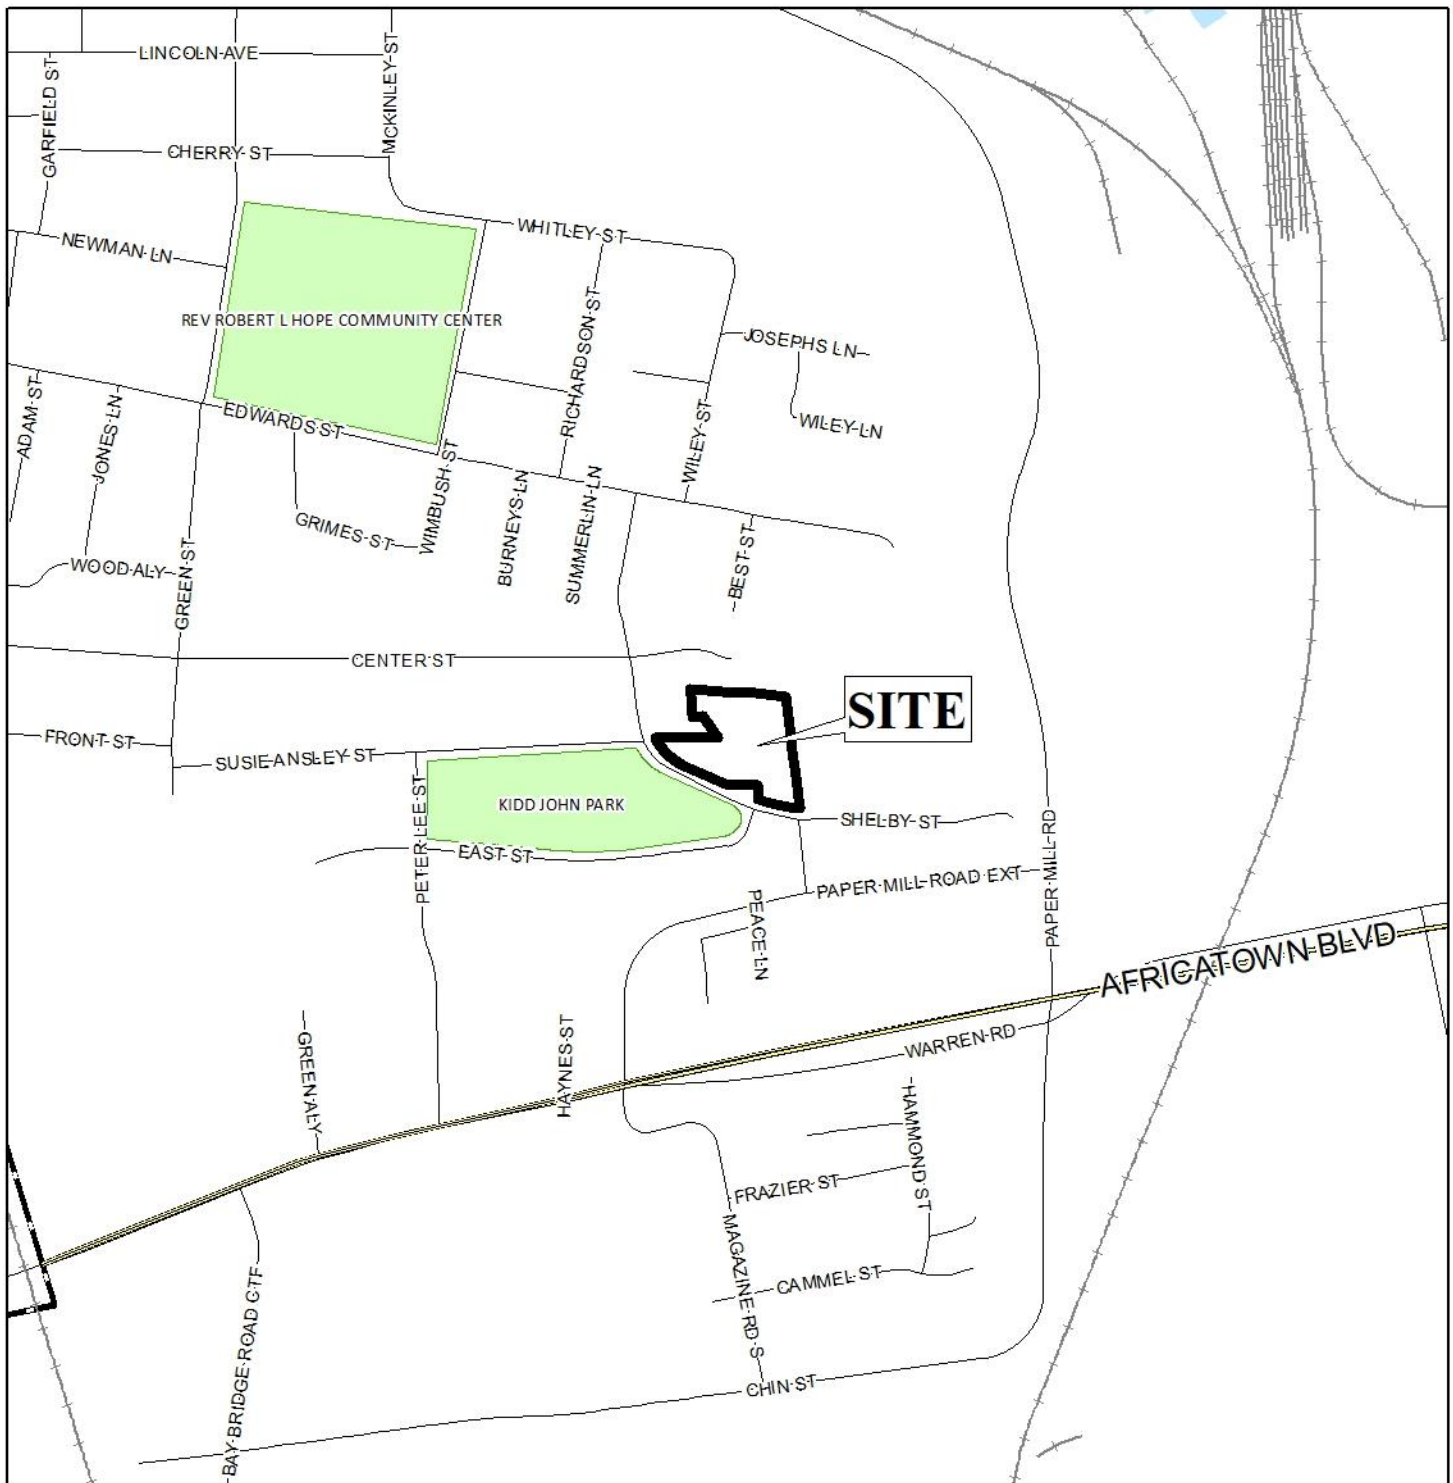 LINCOLN AVE
MCKINLEY ST
GARFIELD ST
CHERRY ST
WHITLEY ST
NEWMAN LN
REV ROBERT L HOPE COMMUNITY CENTER
RICHARDSON ST
JOSEPHS LN
ADAM ST
JONES LN
EDWARDS ST
WILEY ST
WILEY LN
WIMBUSH ST
BURNEYS LN
SUMMERLIN LN
GRIMES ST
BEST ST
WOOD ALY
GREEN ST
CENTER ST
SITE
FRONT ST
SUSIE ANSLEY ST
KIDD JOHN PARK
PETER LEE ST
SHELBY ST
EAST ST
PAPER MILL RD
PAPER MILL ROAD EXT
PEACE LN
AFRICATOWN BLVD
GREEN ALY
HAYNES ST
WARREN RD
HAMMOND ST
FRAZIER ST
MAGAZINE RD S
CAMMEL ST
BAY BRIDGE ROAD CTF
CHIN ST